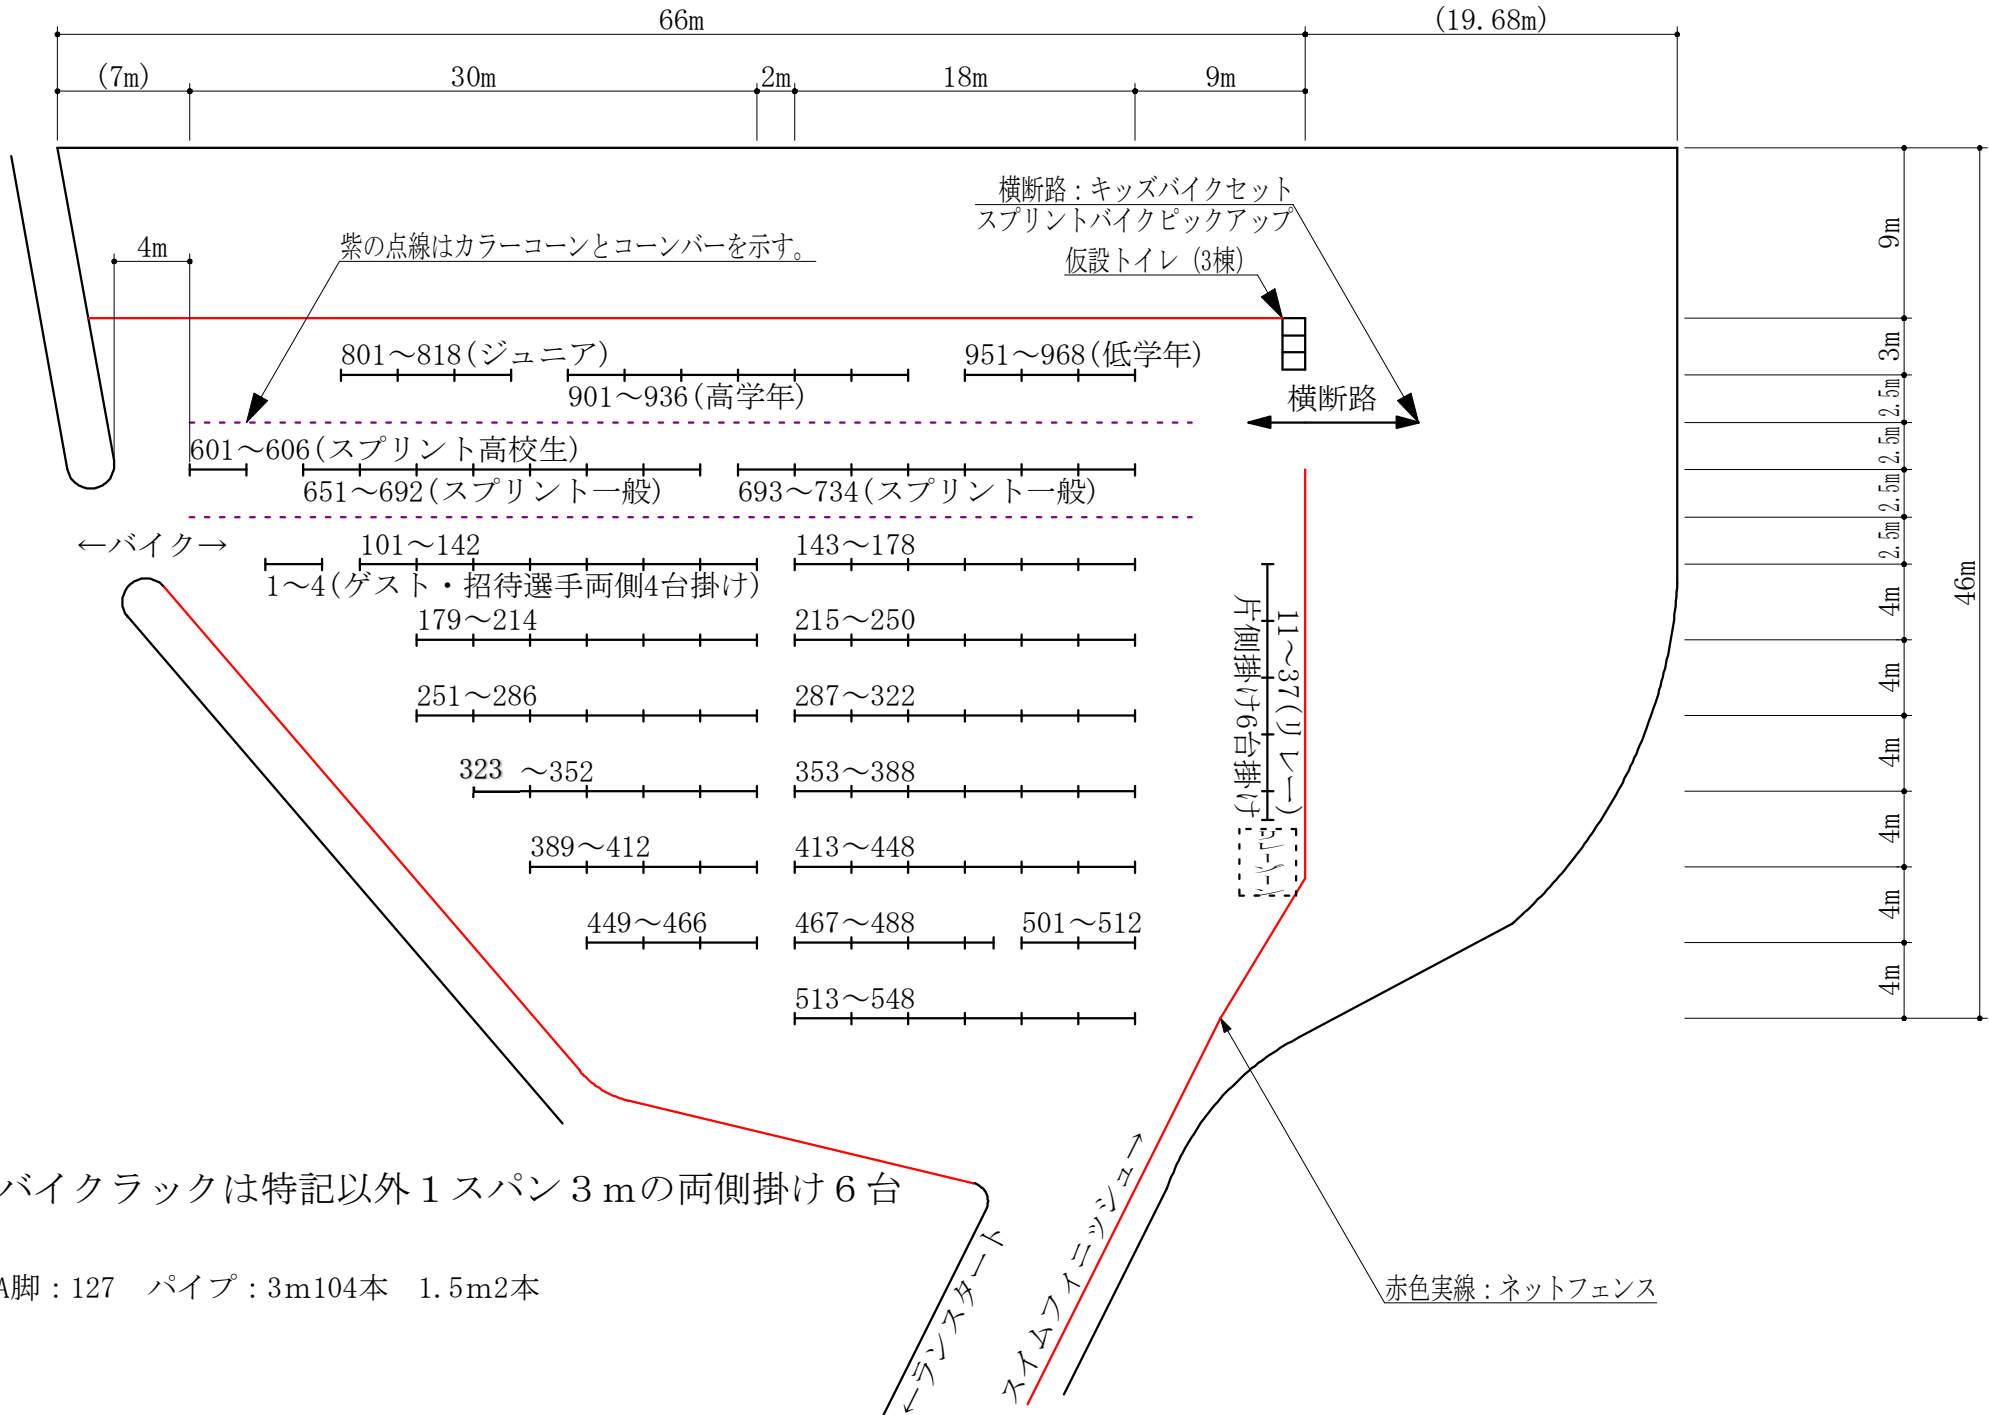 66m
(19.68m)
(7m)
30m
2m
18m
9m
横断路：キッズバイクセット
スプリントバイクピックアップ
4m
紫の点線はカラーコーンとコーンバーを示す。
仮設トイレ（3棟）
9m
801～818(ジュニア)
951～968(低学年)
3m
901～936(高学年)
横断路
2.5m
601～606(スプリント高校生)
2.5m
651～692(スプリント一般)
693～734(スプリント一般)
2.5m
←バイク→
101～142
143～178
2.5m
1～4(ゲスト・招待選手両側4台掛け)
46m
179～214
215～250
4m
11～37(リレー)
片側掛け6台掛け
251～286
287～322
4m
323 ～352
353～388
4m
389～412
413～448
4m
リレーゾーン
449～466
467～488
501～512
4m
513～548
4m
バイクラックは特記以外１スパン３ｍの両側掛け６台
A脚：127　パイプ：3m104本　1.5m2本
←ランスタート
スイムフィニッシュ→
赤色実線：ネットフェンス